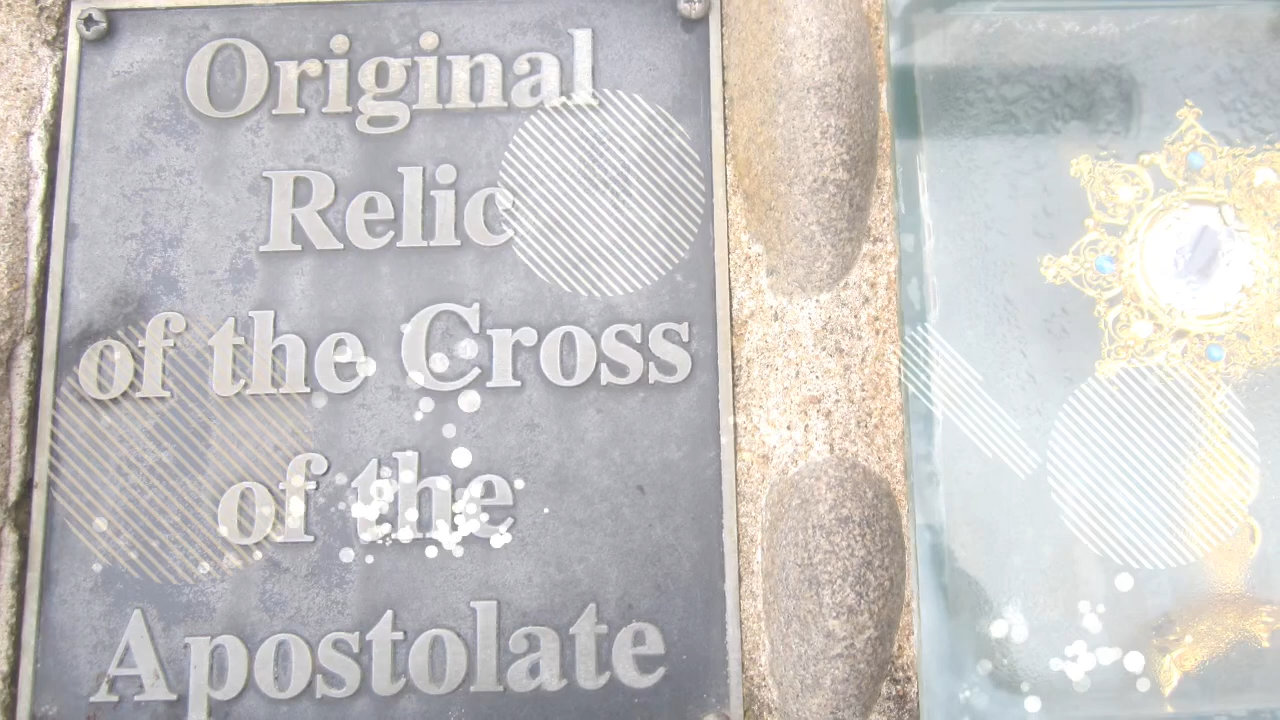 Original
Relic
of the Cross
of the
Apostolate